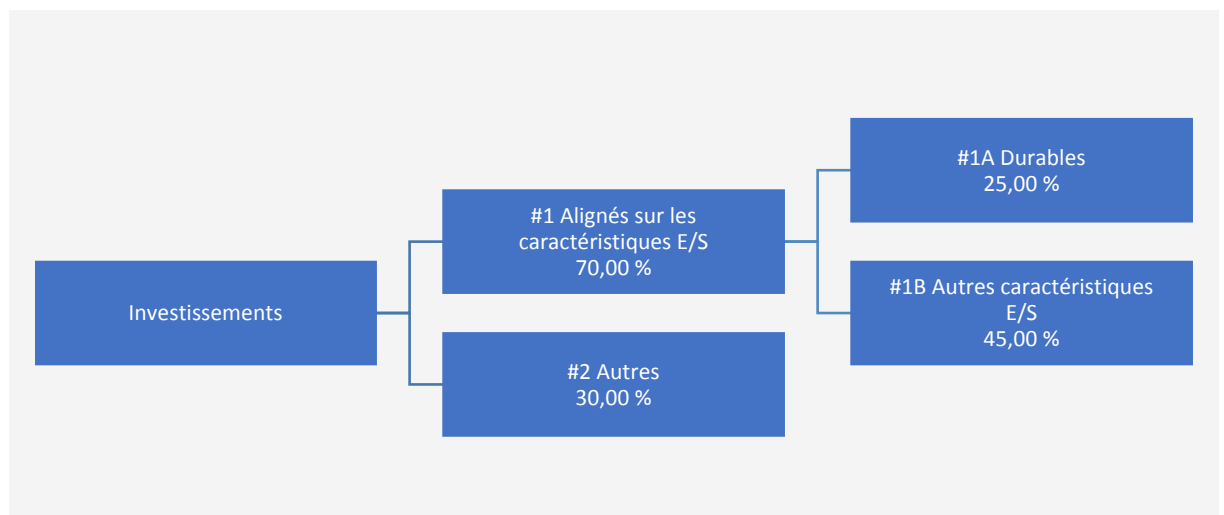 Investissements
#1 Alignés sur les
caractéristiques E/S
70,00 %
#2 Autres
30,00 %
#1A Durables
25,00 %
#1B Autres caractéristiques
E/S
45,00 %